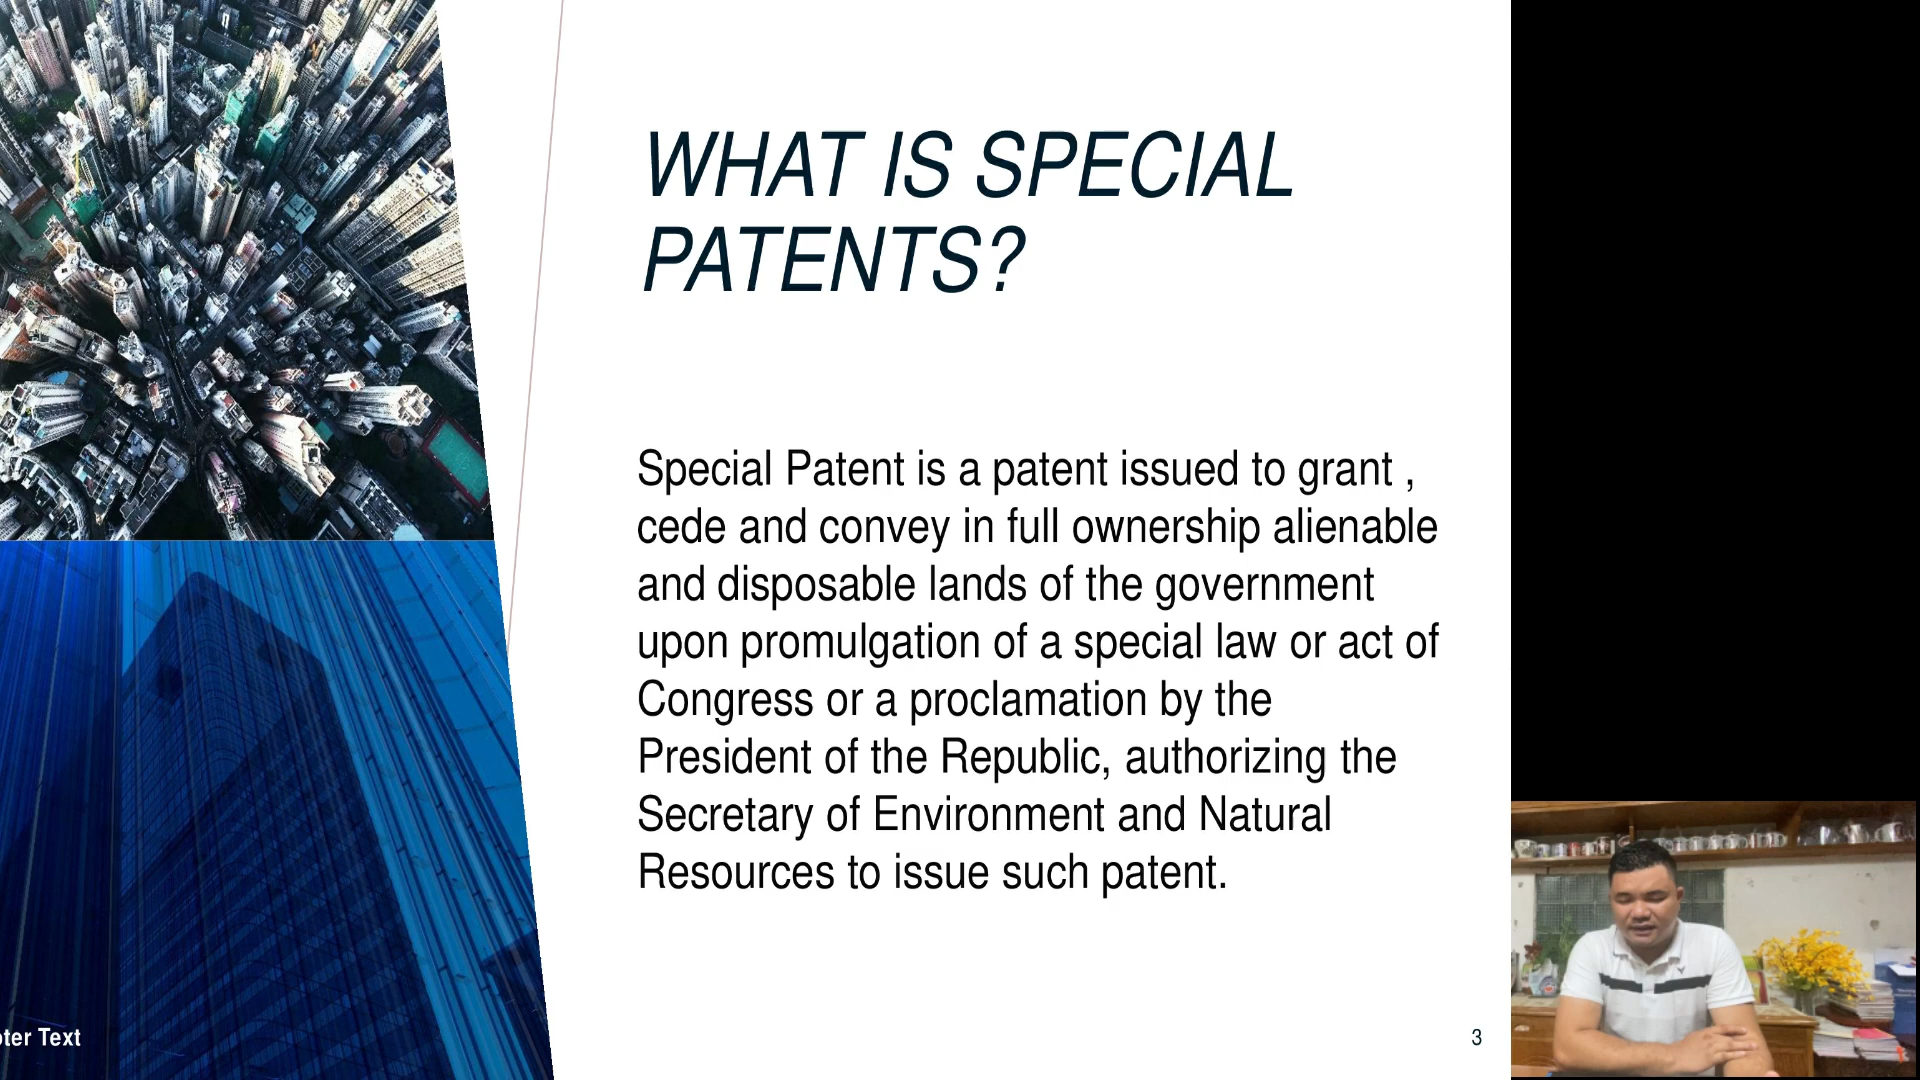 WHAT IS SPECIAL
PATENTS?
Special Patent is a patent issued to grant ,
cede and convey in full ownership alienable
and disposable lands of the government
upon promulgation of a special law or act of
Congress or a proclamation by the
President of the Republic, authorizing the
Secretary of Environment and Natural
Resources to issue such patent.
oter Text
3